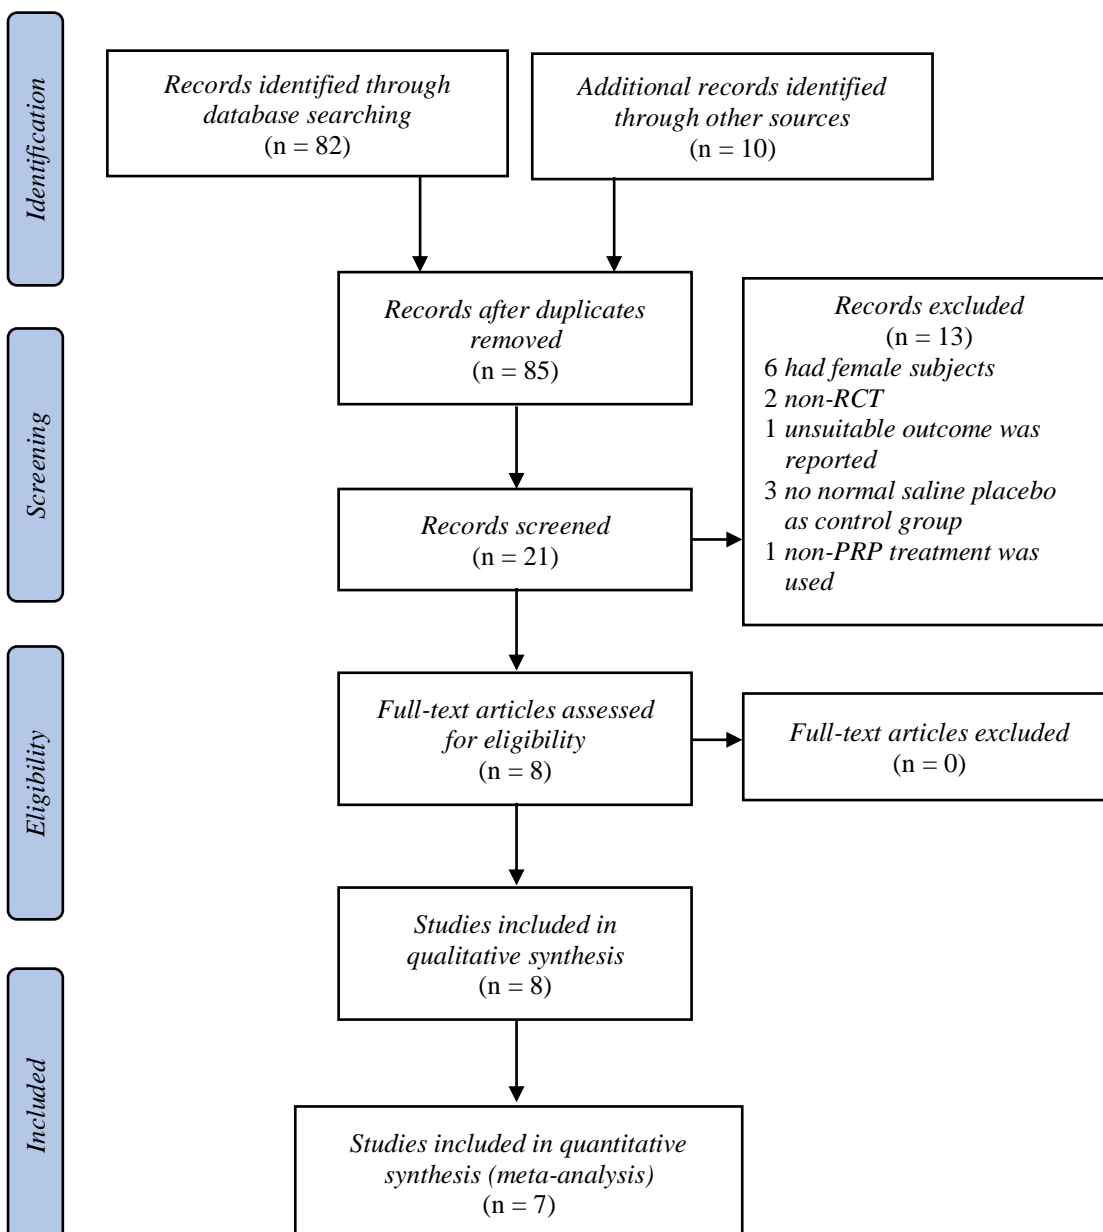 Identification
Records identified through
database searching
(n = 82)
Additional records identified
through other sources
(n = 10)
Records after duplicates
removed
(n = 85)
Screening
Records screened
(n = 21)
Records excluded
(n = 13)
6 had female subjects
2 non-RCT
1 unsuitable outcome was
reported
3 no normal saline placebo
as control group
1 non-PRP treatment was
used
Eligibility
Full-text articles assessed
for eligibility
(n = 8)
Full-text articles excluded
(n = 0)
Studies included in
qualitative synthesis
(n = 8)
Included
Studies included in quantitative
synthesis (meta-analysis)
(n = 7)